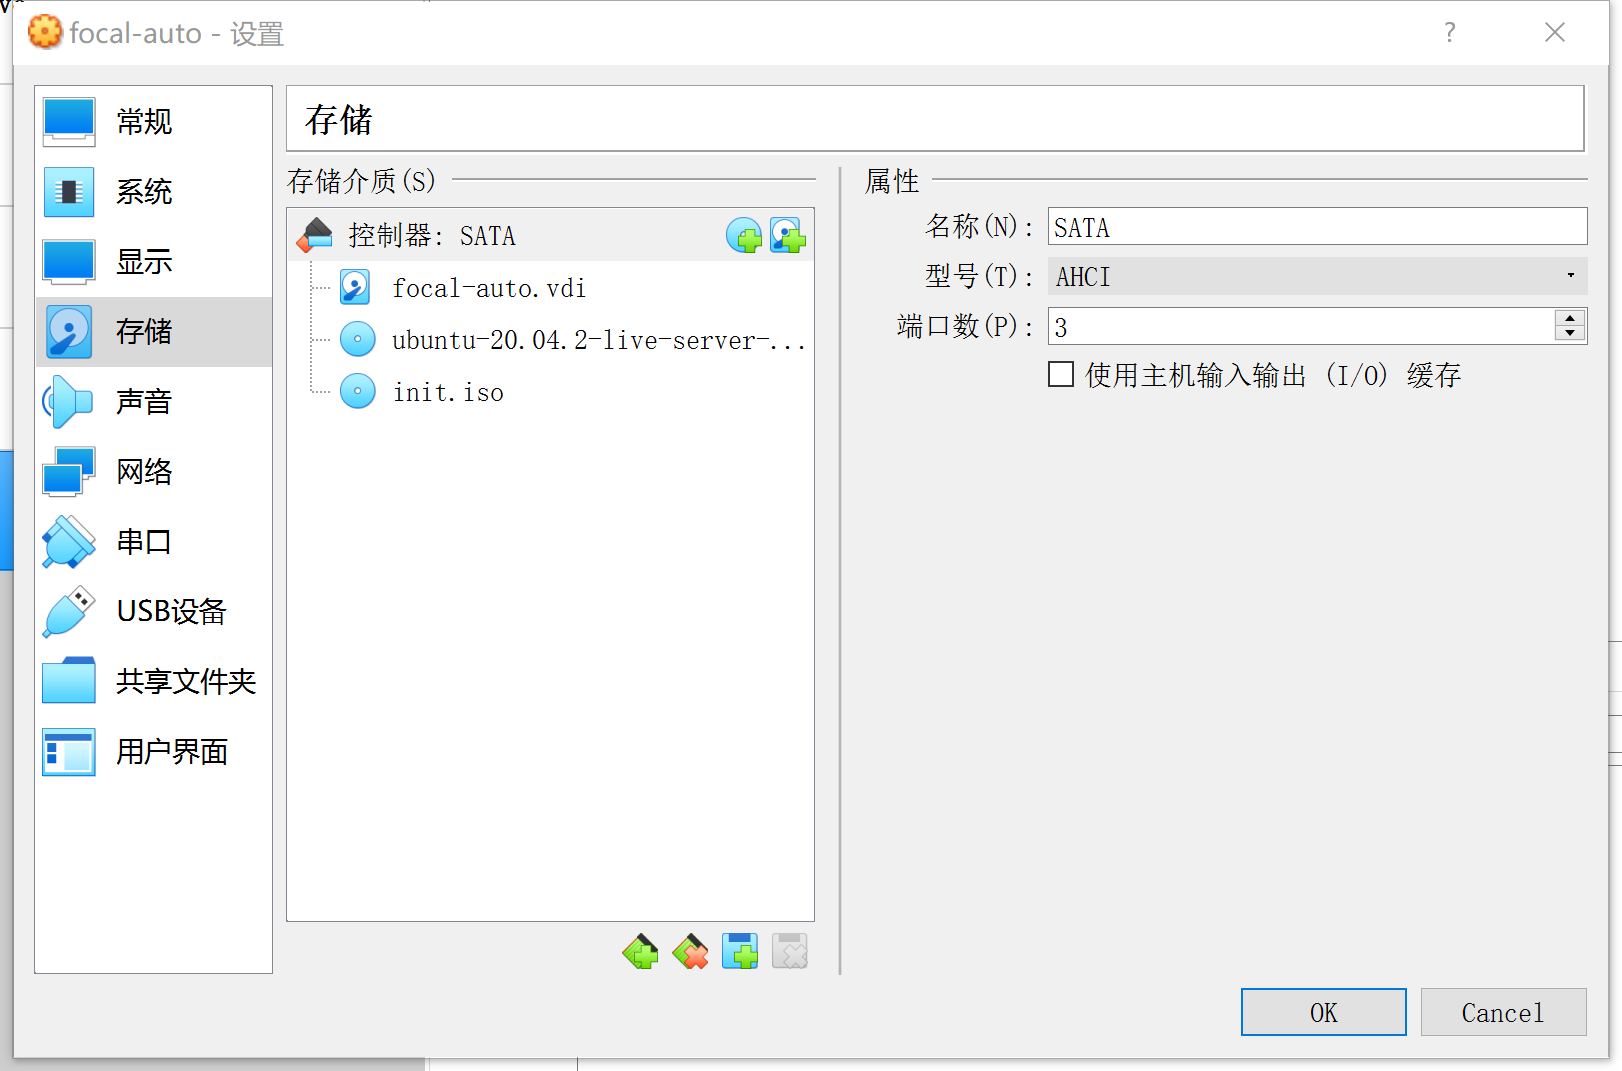 focal-auto - 设置
?
常规
系统
显示
存储
声音
网络
串口
USB设备
共享文件夹
用户界面
存储
存储介质(S)
控制器: SATA
focal-auto.vdi
ubuntu-20.04.2-live-server-...
init.iso
属性
名称(N): SATA
型号(T): AHCI
端口数(P): 3
使用主机输入输出 (I/O) 缓存
OK
Cancel